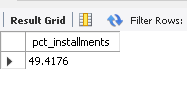 Result Grid Filter Rows:
pct_installments
49.4176